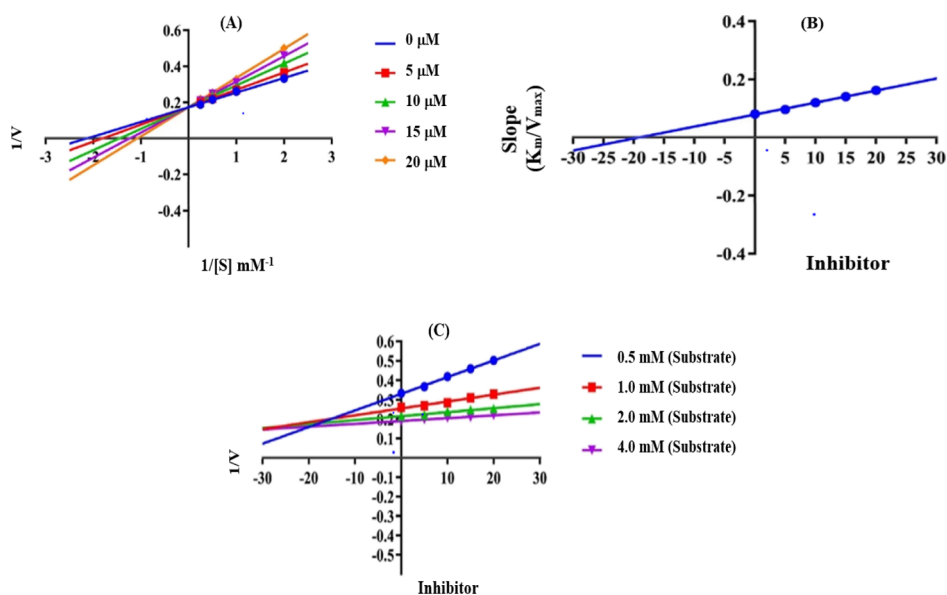 (A)
0.6
0.4
0.2
-3 -2 -1 1 2 3
-0.2
-0.4
1/V
1/[S] mM-1
0 µM
5 µM
10 µM
15 µM
20 µM
(B)
0.4
0.2
-30 -25 -20 -15 -10 -5 5 10 15 20 25 30
-0.2
-0.4
Slope
(Km/Vmax)
Inhibitor
(C)
0.6
0.5
0.4
0.3
0.2
0.1
-30 -20 -10 10 20 30
-0.1
-0.2
-0.3
-0.4
-0.5
1/V
Inhibitor
0.5 mM (Substrate)
1.0 mM (Substrate)
2.0 mM (Substrate)
4.0 mM (Substrate)